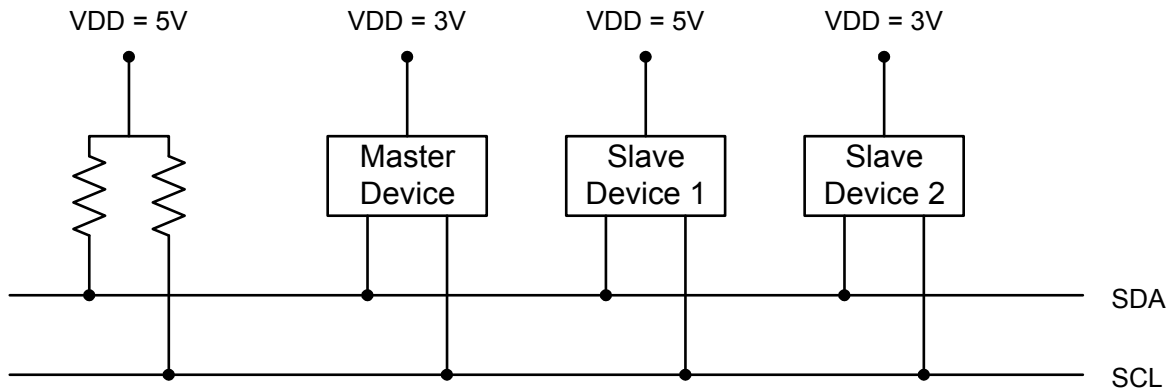 VDD = 5V
VDD = 3V
VDD = 5V
VDD = 3V
Master
Device
Slave
Device 1
Slave
Device 2
SDA
SCL